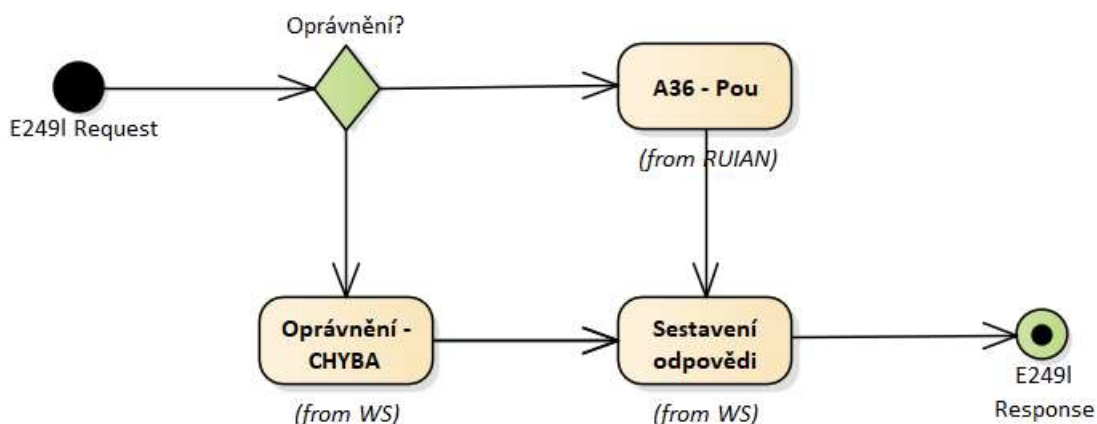 Oprávnění?
E249I Request
A36 - Pou
(from RUIAN)
Oprávnění -
CHYBA
(from WS)
Sestavení
odpovědi
(from WS)
E249I
Response